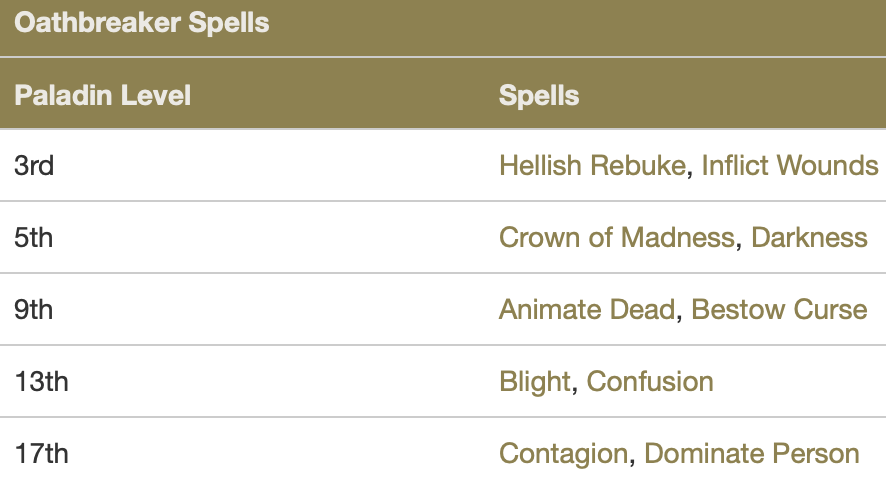 Oathbreaker Spells
Paladin Level Spells
3rd Hellish Rebuke, Inflict Wounds
5th Crown of Madness, Darkness
9th Animate Dead, Bestow Curse
13th Blight, Confusion
17th Contagion, Dominate Person